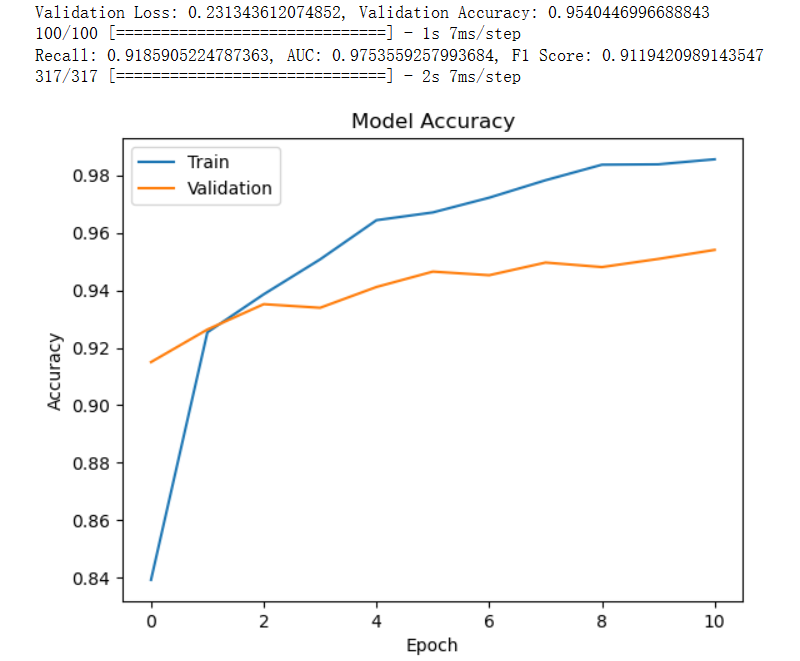 Validation Loss: 0.231343612074852, Validation Accuracy: 0.9540446996688843
100/100 [==============================] - 1s 7ms/step
Recall: 0.9185905224787363, AUC: 0.9753559257993684, F1 Score: 0.9119420989143547
317/317 [==============================] - 2s 7ms/step
Model Accuracy
Train
Validation
0.98
0.96
0.94
0.92
0.90
0.88
0.86
0.84
Accuracy
0 2 4 6 8 10
Epoch